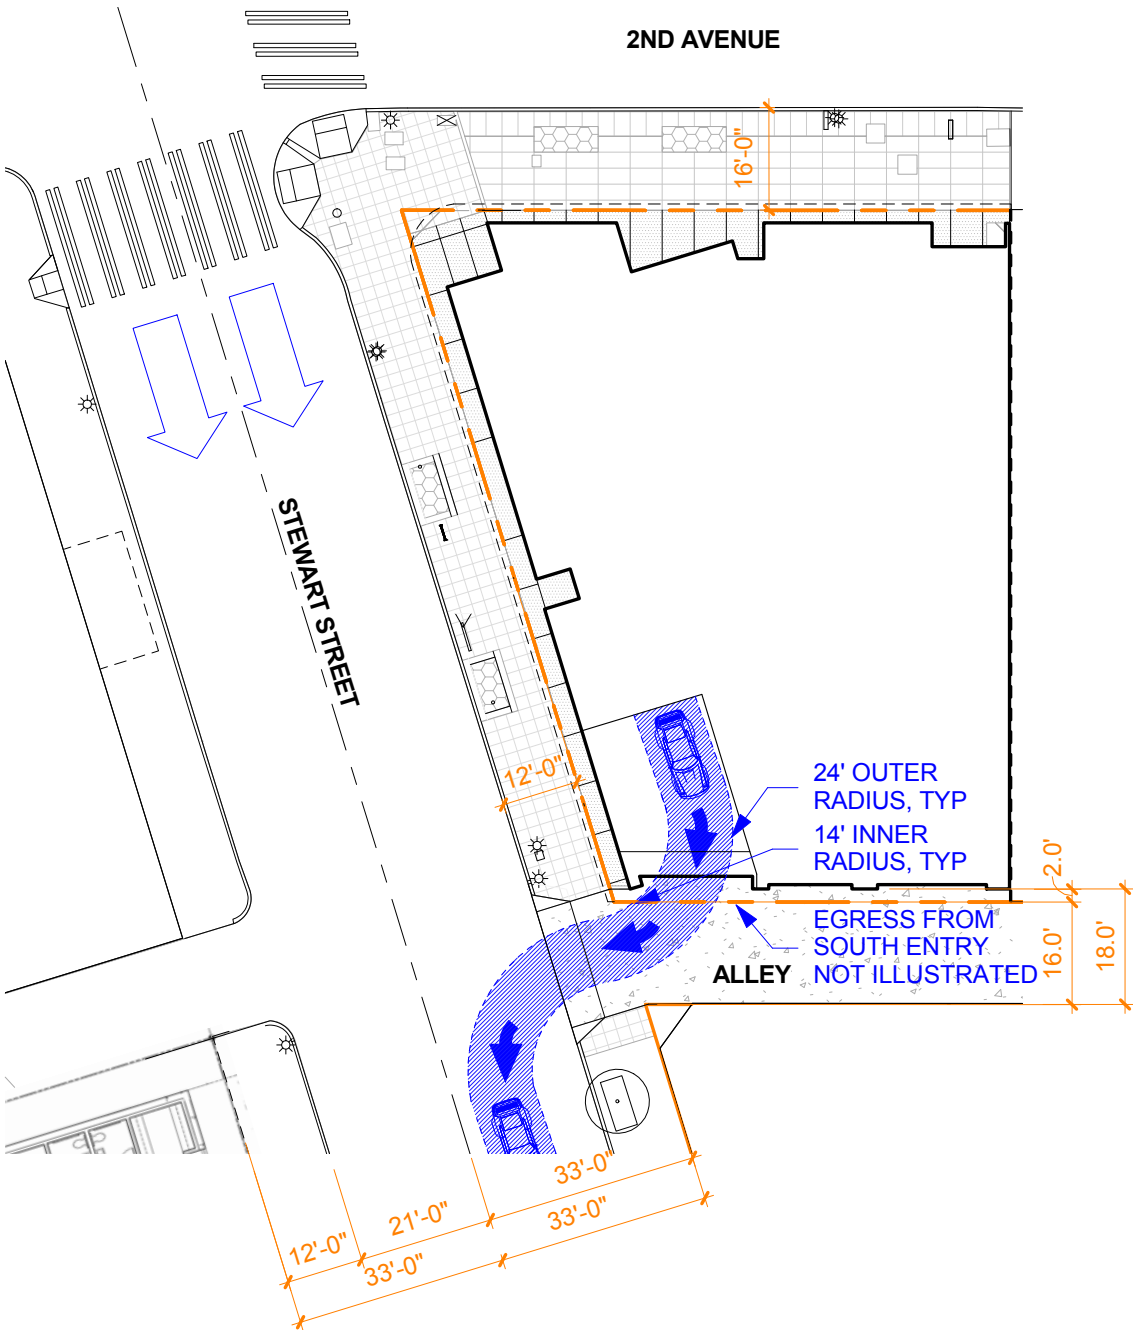 2ND AVENUE
16'-0"
STEWART STREET
12'-0"
24' OUTER
RADIUS, TYP
14' INNER
RADIUS, TYP
2.0'
EGRESS FROM
SOUTH ENTRY
NOT ILLUSTRATED
ALLEY
16.0'
18.0'
33'-0"
33'-0"
21'-0"
12'-0"
33'-0"